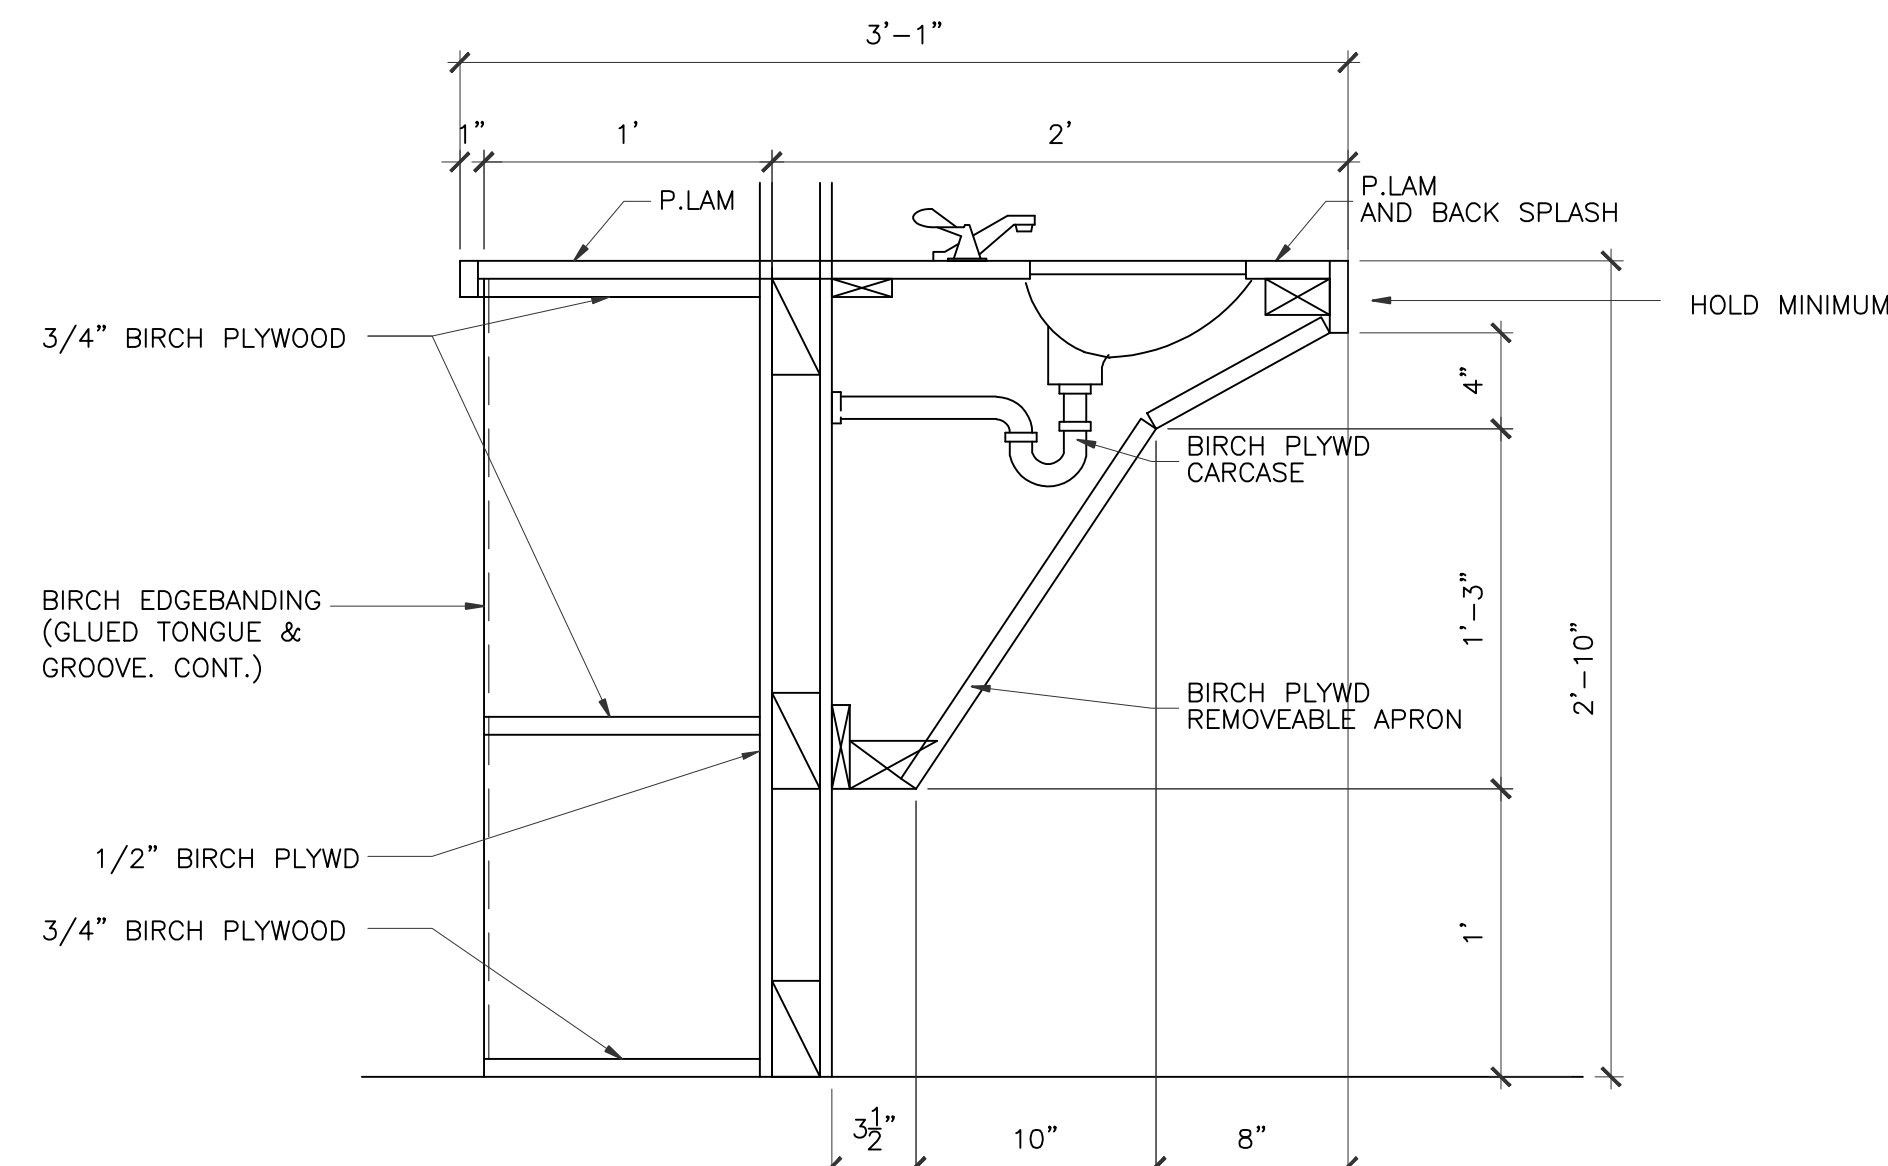 3'-1"
1"
1'
2'
P.LAM
P.LAM
AND BACK SPLASH
HOLD MINIMUM
3/4" BIRCH PLYWOOD
4"
BIRCH PLYWD
CARCASE
BIRCH EDGEBANDING
(GLUED TONGUE &
GROOVE. CONT.)
1'-3"
2'-10"
BIRCH PLYWD
REMOVEABLE APRON
1/2" BIRCH PLYWD
3/4" BIRCH PLYWOOD
1'
3 1/2"
10"
8"